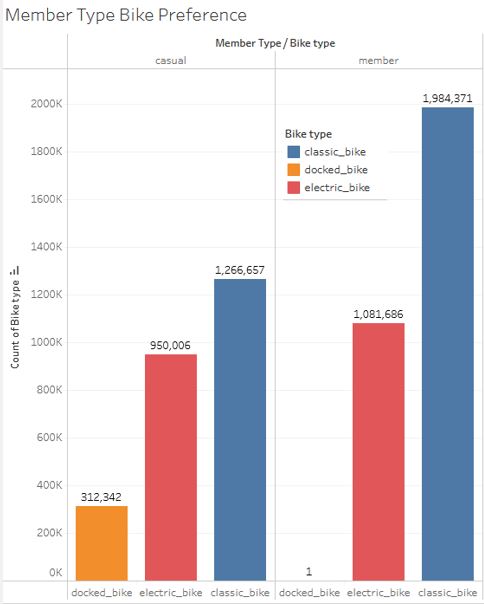 Member Type Bike Preference
Member Type / Bike type
casual member
2000K
1800K
1600K
1400K
1200K
1000K
800K
600K
400K
200K
0K
Count of Bike type
312,342
950,006
1,266,657
1
1,081,686
1,984,371
Bike type
classic_bike
docked_bike
electric_bike
docked_bike electric_bike classic_bike docked_bike electric_bike classic_bike